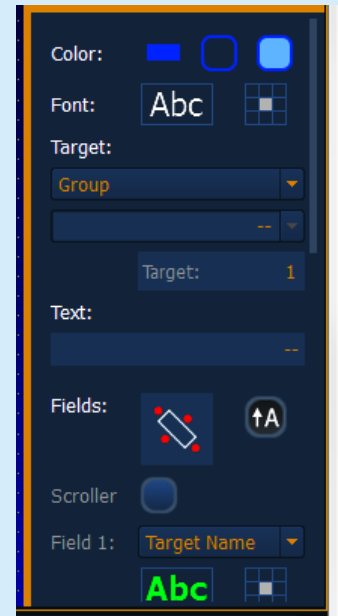 Color:
Font: Abc
Target:
Group
--
Target: 1
Text:
--
Fields: A
Scroller
Field 1: Target Name
Abc